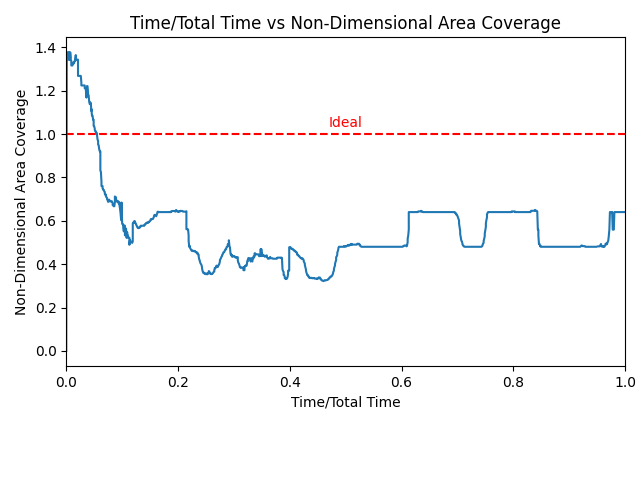 Time/Total Time vs Non-Dimensional Area Coverage
Non-Dimensional Area Coverage
1.4
1.2
1.0
0.8
0.6
0.4
0.2
0.0
Ideal
0.0 0.2 0.4 0.6 0.8 1.0
Time/Total Time